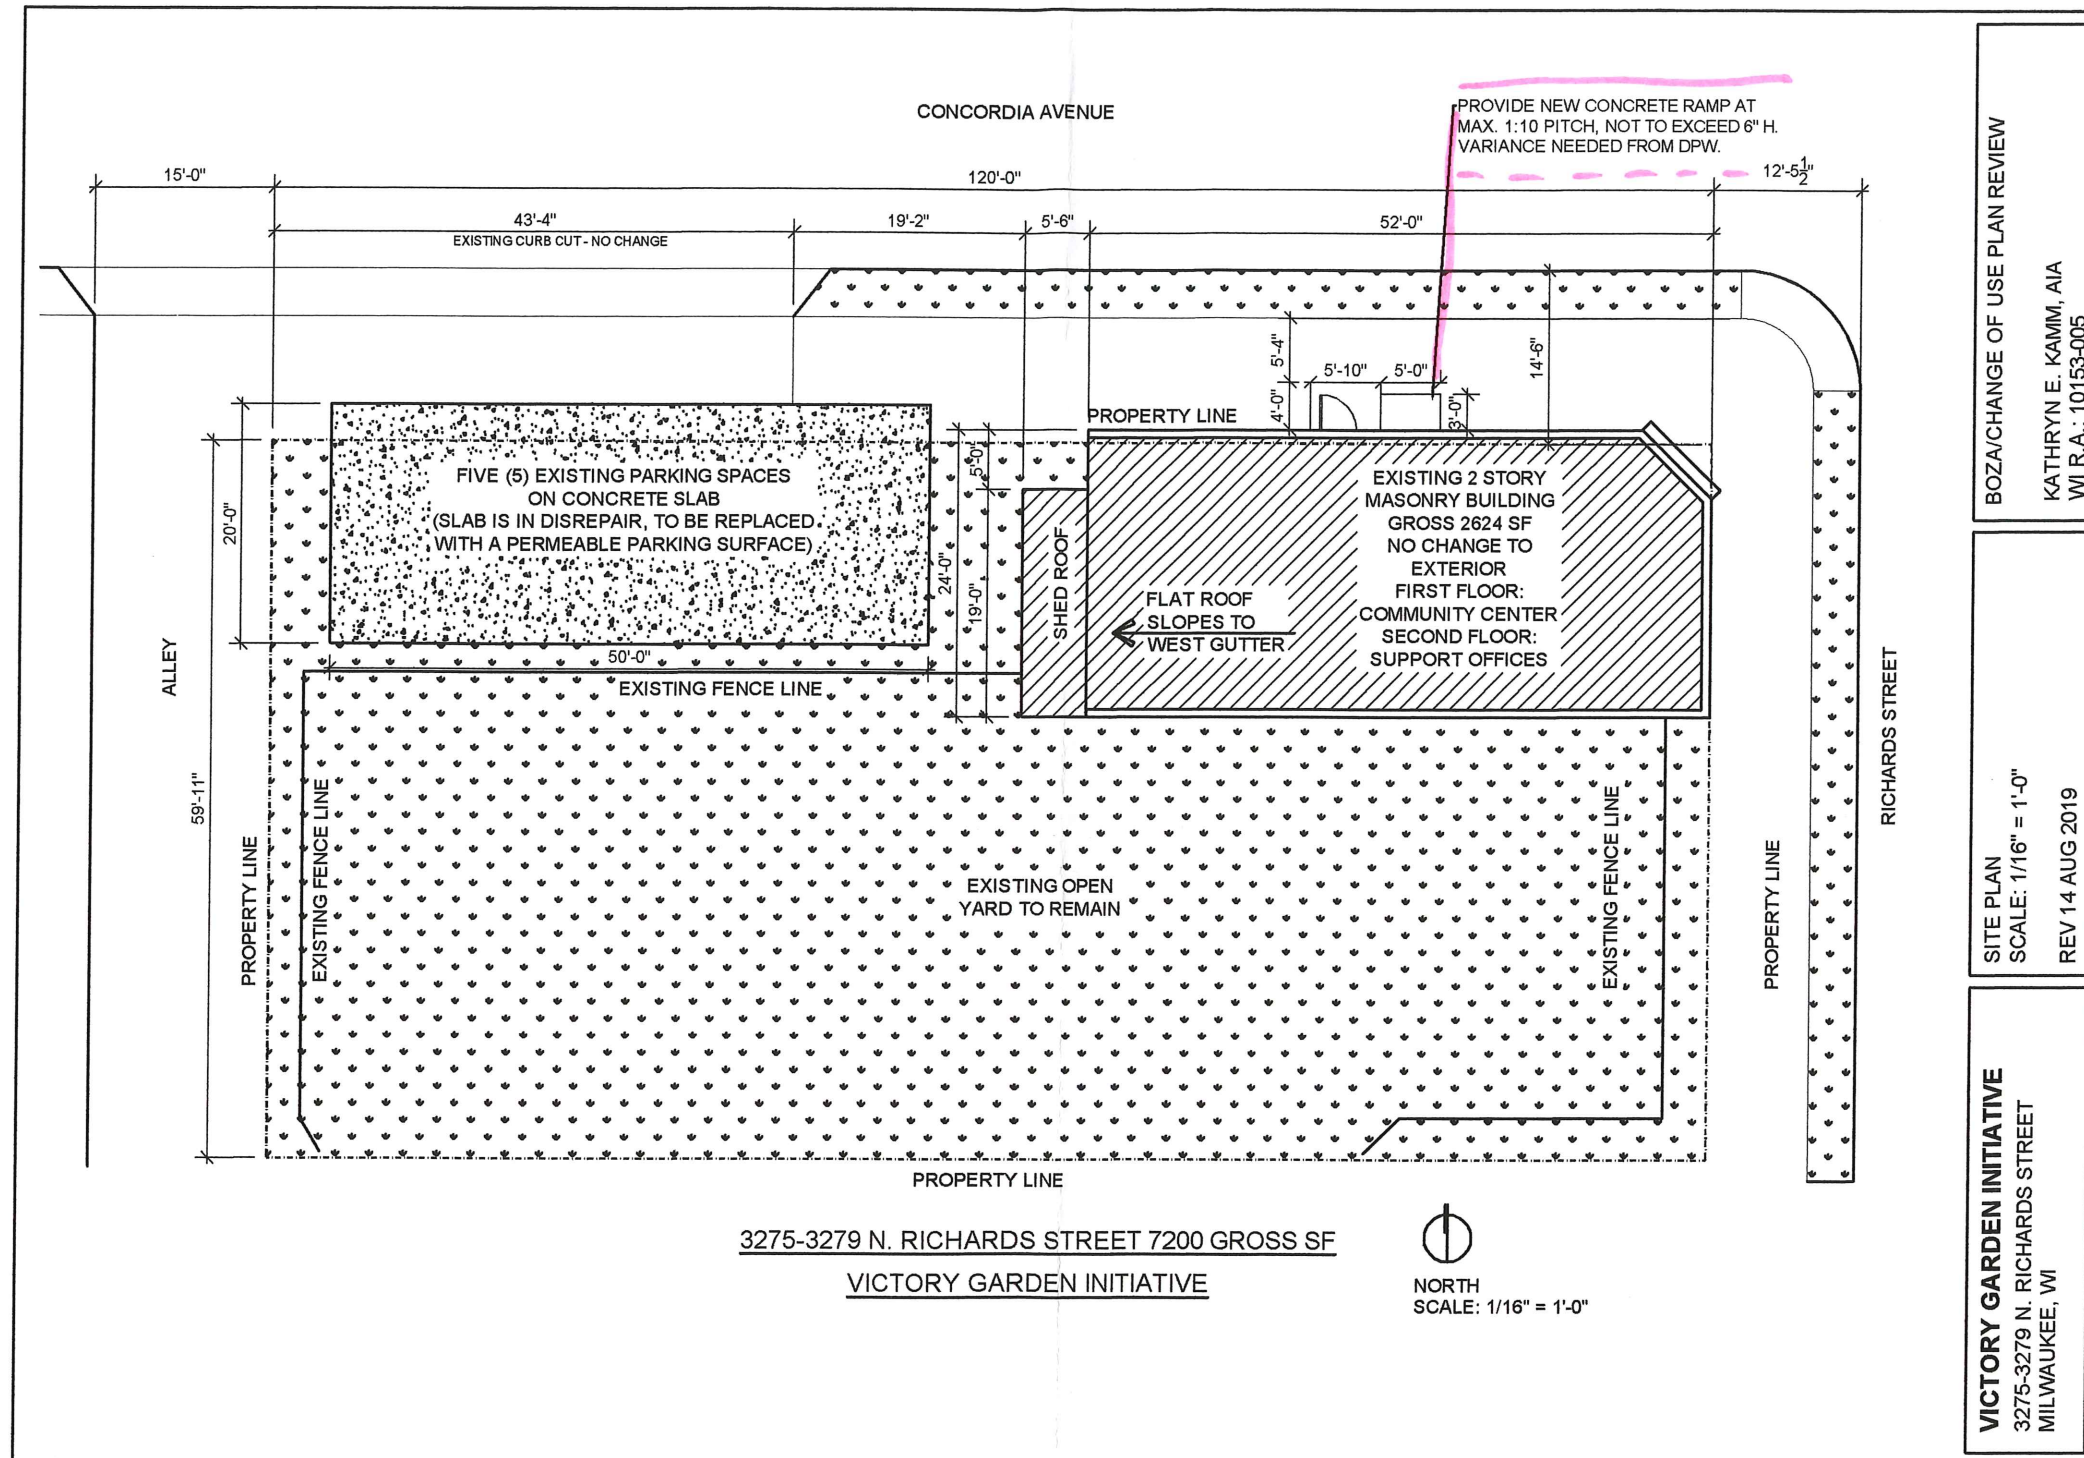 CONCORDIA AVENUE
PROVIDE NEW CONCRETE RAMP AT
MAX. 1:10 PITCH, NOT TO EXCEED 6" H.
VARIANCE NEEDED FROM DPW.
15'-0"
120'-0"
12'-5½"
43'-4"
EXISTING CURB CUT - NO CHANGE
19'-2"
5'-6"
52'-0"
5'-4"
14'-6"
5'-10"
5'-0"
4'-0"
3'-0"
PROPERTY LINE
20'-0"
FIVE (5) EXISTING PARKING SPACES
ON CONCRETE SLAB
(SLAB IS IN DISREPAIR, TO BE REPLACED
WITH A PERMEABLE PARKING SURFACE)
5'-0"
24'-0"
19'-0"
SHED ROOF
FLAT ROOF
SLOPES TO
WEST GUTTER
EXISTING 2 STORY
MASONRY BUILDING
GROSS 2624 SF
NO CHANGE TO
EXTERIOR
FIRST FLOOR:
COMMUNITY CENTER
SECOND FLOOR:
SUPPORT OFFICES
ALLEY
50'-0"
EXISTING FENCE LINE
59'-11"
PROPERTY LINE
EXISTING FENCE LINE
EXISTING OPEN
YARD TO REMAIN
EXISTING FENCE LINE
PROPERTY LINE
RICHARDS STREET
PROPERTY LINE
3275-3279 N. RICHARDS STREET 7200 GROSS SF
VICTORY GARDEN INITIATIVE
NORTH
SCALE: 1/16" = 1'-0"
BOZA/CHANGE OF USE PLAN REVIEW
KATHRYN E. KAMM, AIA
WI R.A.: 10153-005
SITE PLAN
SCALE: 1/16" = 1'-0"
REV 14 AUG 2019
VICTORY GARDEN INITIATIVE
3275-3279 N. RICHARDS STREET
MILWAUKEE, WI